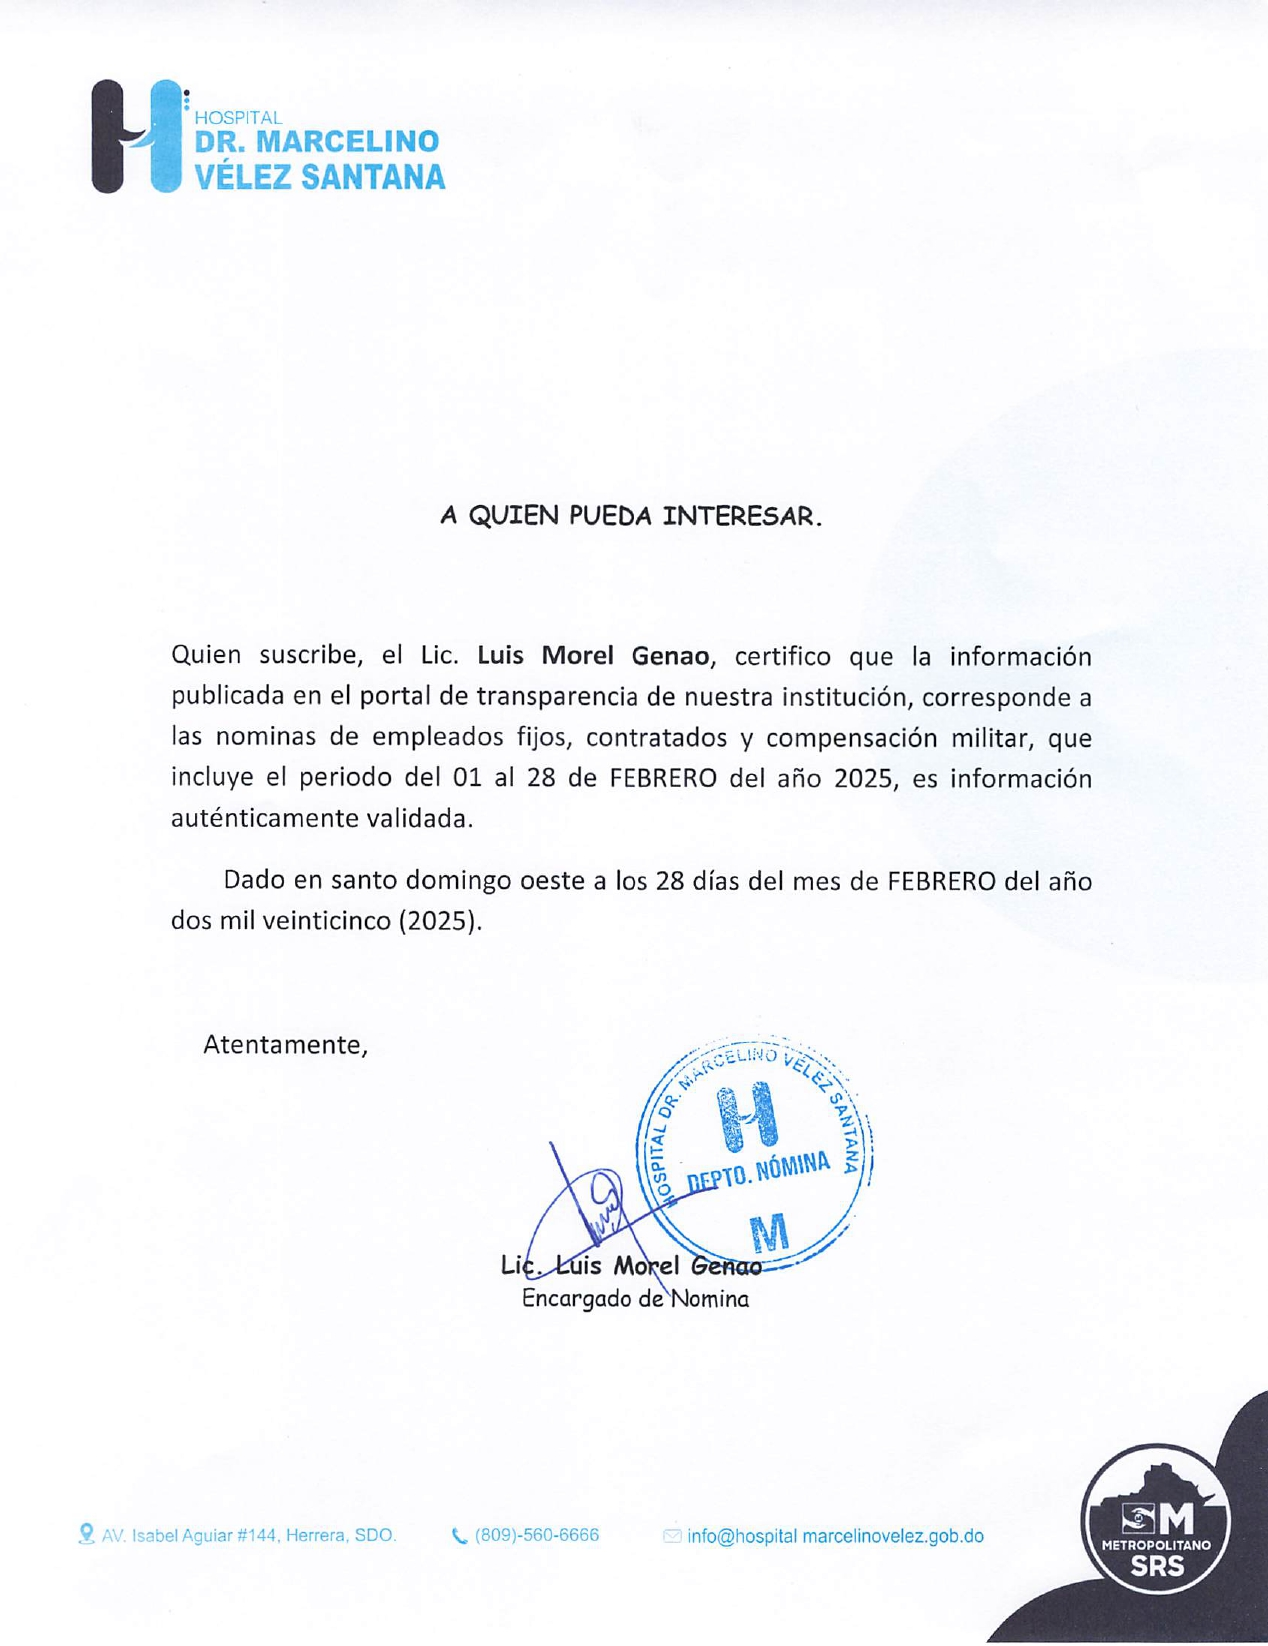 HOSPITAL
DR. MARCELINO
VÉLEZ SANTANA
A QUIEN PUEDA INTERESAR.
Quien suscribe, el Lic. Luis Morel Genao, certifico que la información
publicada en el portal de transparencia de nuestra institución, corresponde a
las nominas de empleados fijos, contratados y compensación militar, que
incluye el periodo del 01 al 28 de FEBRERO del año 2025, es información
auténticamente validada.
Dado en santo domingo oeste a los 28 días del mes de FEBRERO del año
dos mil veinticinco (2025).
Atentamente,
HOSPITAL DR. MARCELINO VÉLEZ SANTANA
H
DEPTO. NÓMINA
M
Lic. Luis Morel Genao
Encargado de Nomina
AV. Isabel Aguiar #144, Herrera, SDO.
(809)-560-6666
info@hospital marcelinovelez.gob.do
SM
METROPOLITANO
SRS